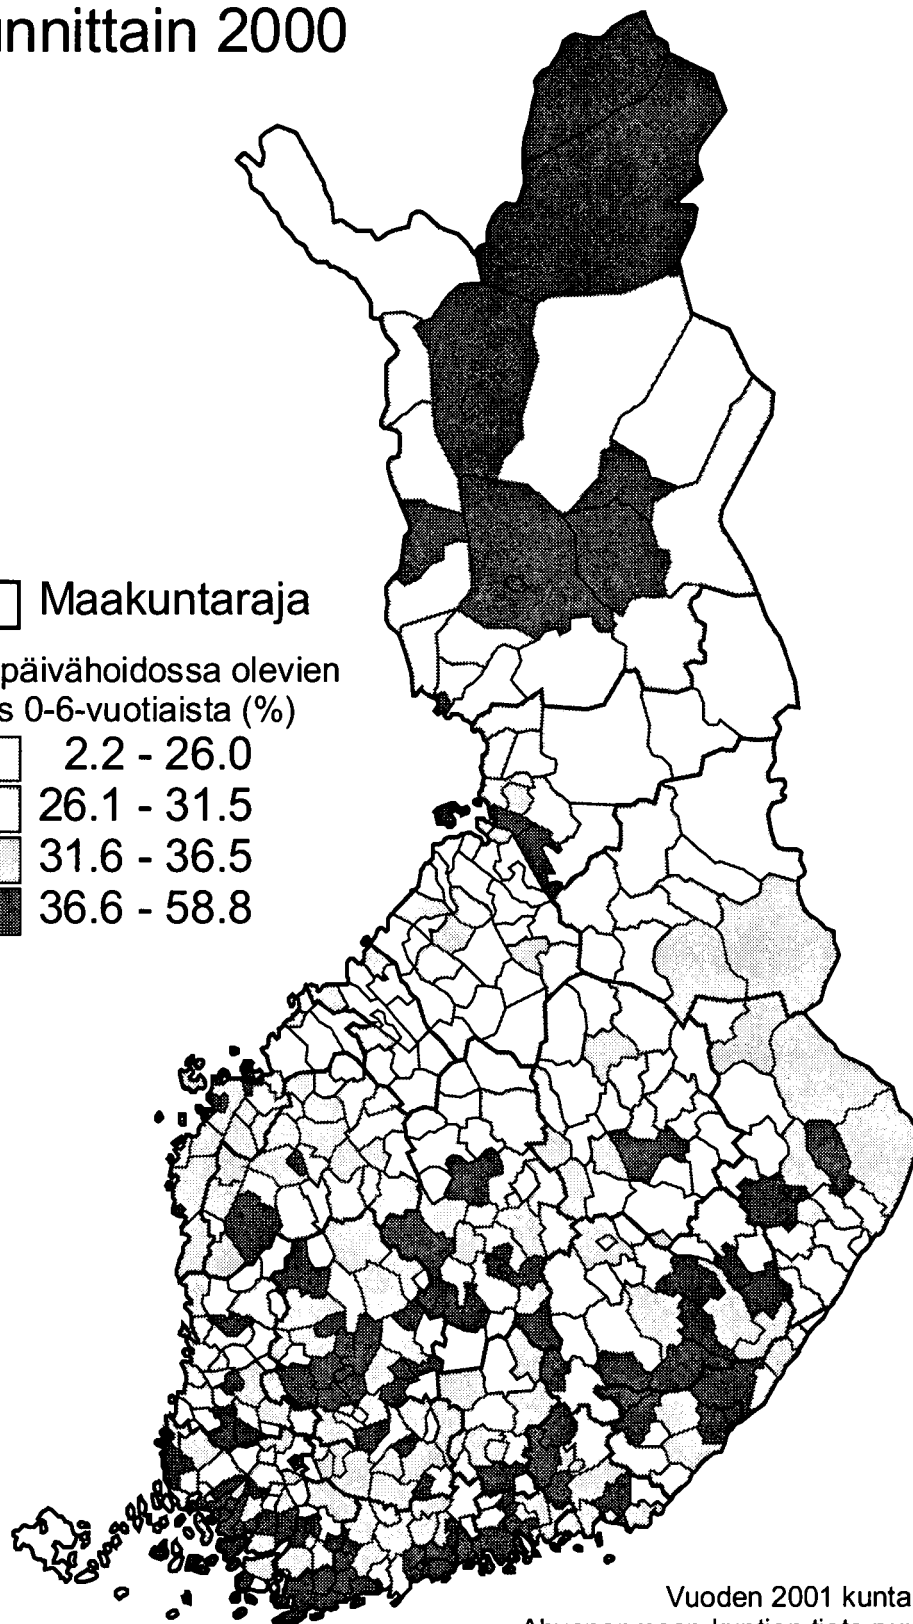 nnittain 2000
Maakuntaraja
päivähoidossa olevien
s 0-6-vuotiaista (%)
2.2 - 26.0
26.1 - 31.5
31.6 - 36.5
36.6 - 58.8
Vuoden 2001 kunta